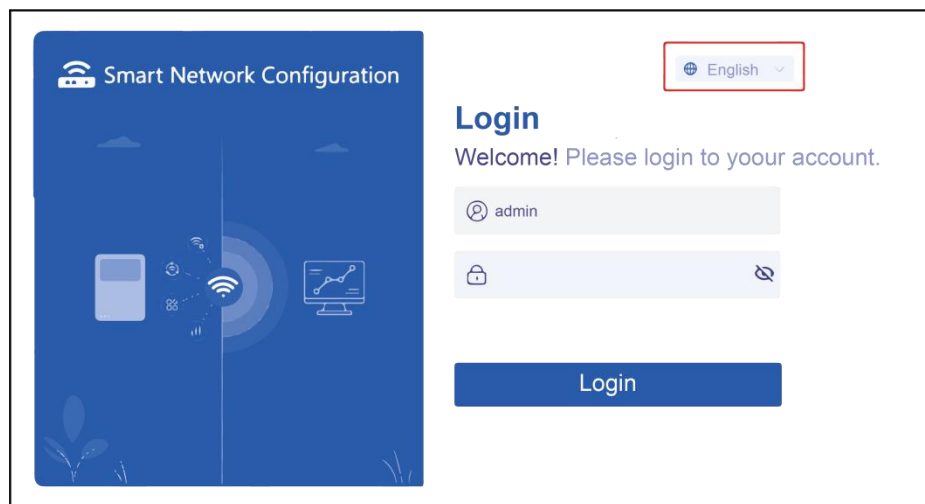 Smart Network Configuration
English
Login
Welcome! Please login to yoour account.
admin
Login